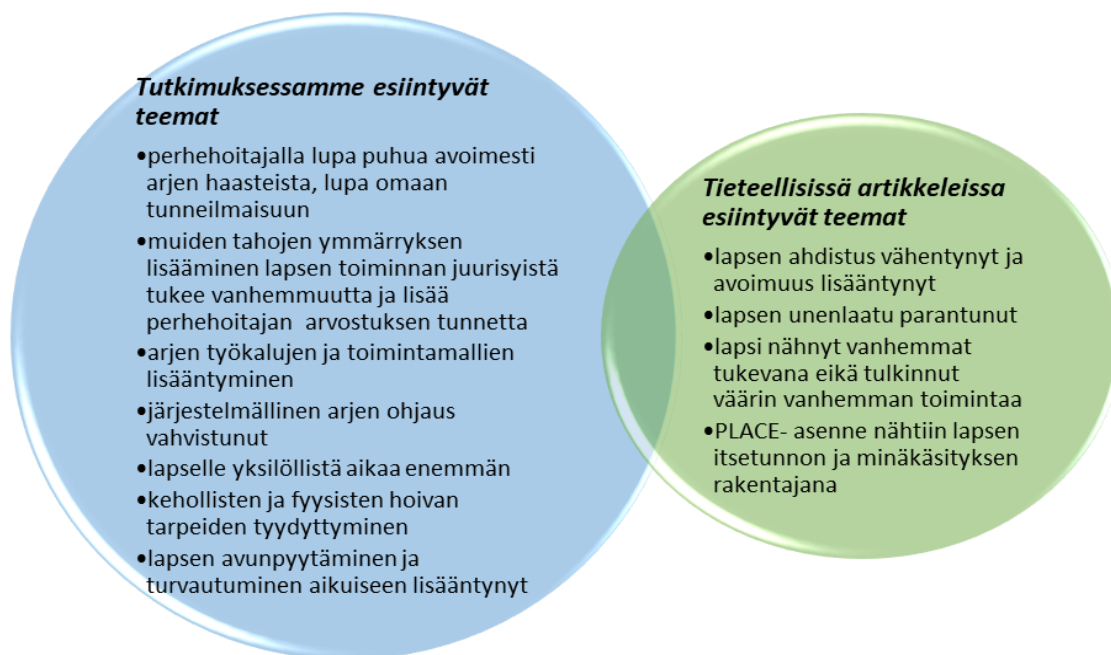 Tutkimuksessamme esiintyvät
teemat
•perhehoitajalla lupa puhua avoimesti
arjen haasteista, lupa omaan
tunneilmaisuun
•muiden tahojen ymmärryksen
lisääminen lapsen toiminnan juurisyistä
tukee vanhemmuutta ja lisää
perhehoitajan arvostuksen tunnetta
•arjen työkalujen ja toimintamallien
lisääntyminen
•järjestelmällinen arjen ohjaus
vahvistunut
•lapselle yksilöllistä aikaa enemmän
•kehollisten ja fyysisten hoivan
tarpeiden tyydyttyminen
•lapsen avunpyytäminen ja
turvautuminen aikuiseen lisääntynyt
Tieteellisissä artikkeleissa
esiintyvät teemat
•lapsen ahdistus vähentynyt ja
avoimuus lisääntynyt
•lapsen unenlaatu parantunut
•lapsi nähnyt vanhemmat
tukevana eikä tulkinnut
väärin vanhemman toimintaa
•PLACE- asenne nähtiin lapsen
itsetunnon ja minäkäsityksen
rakentajana